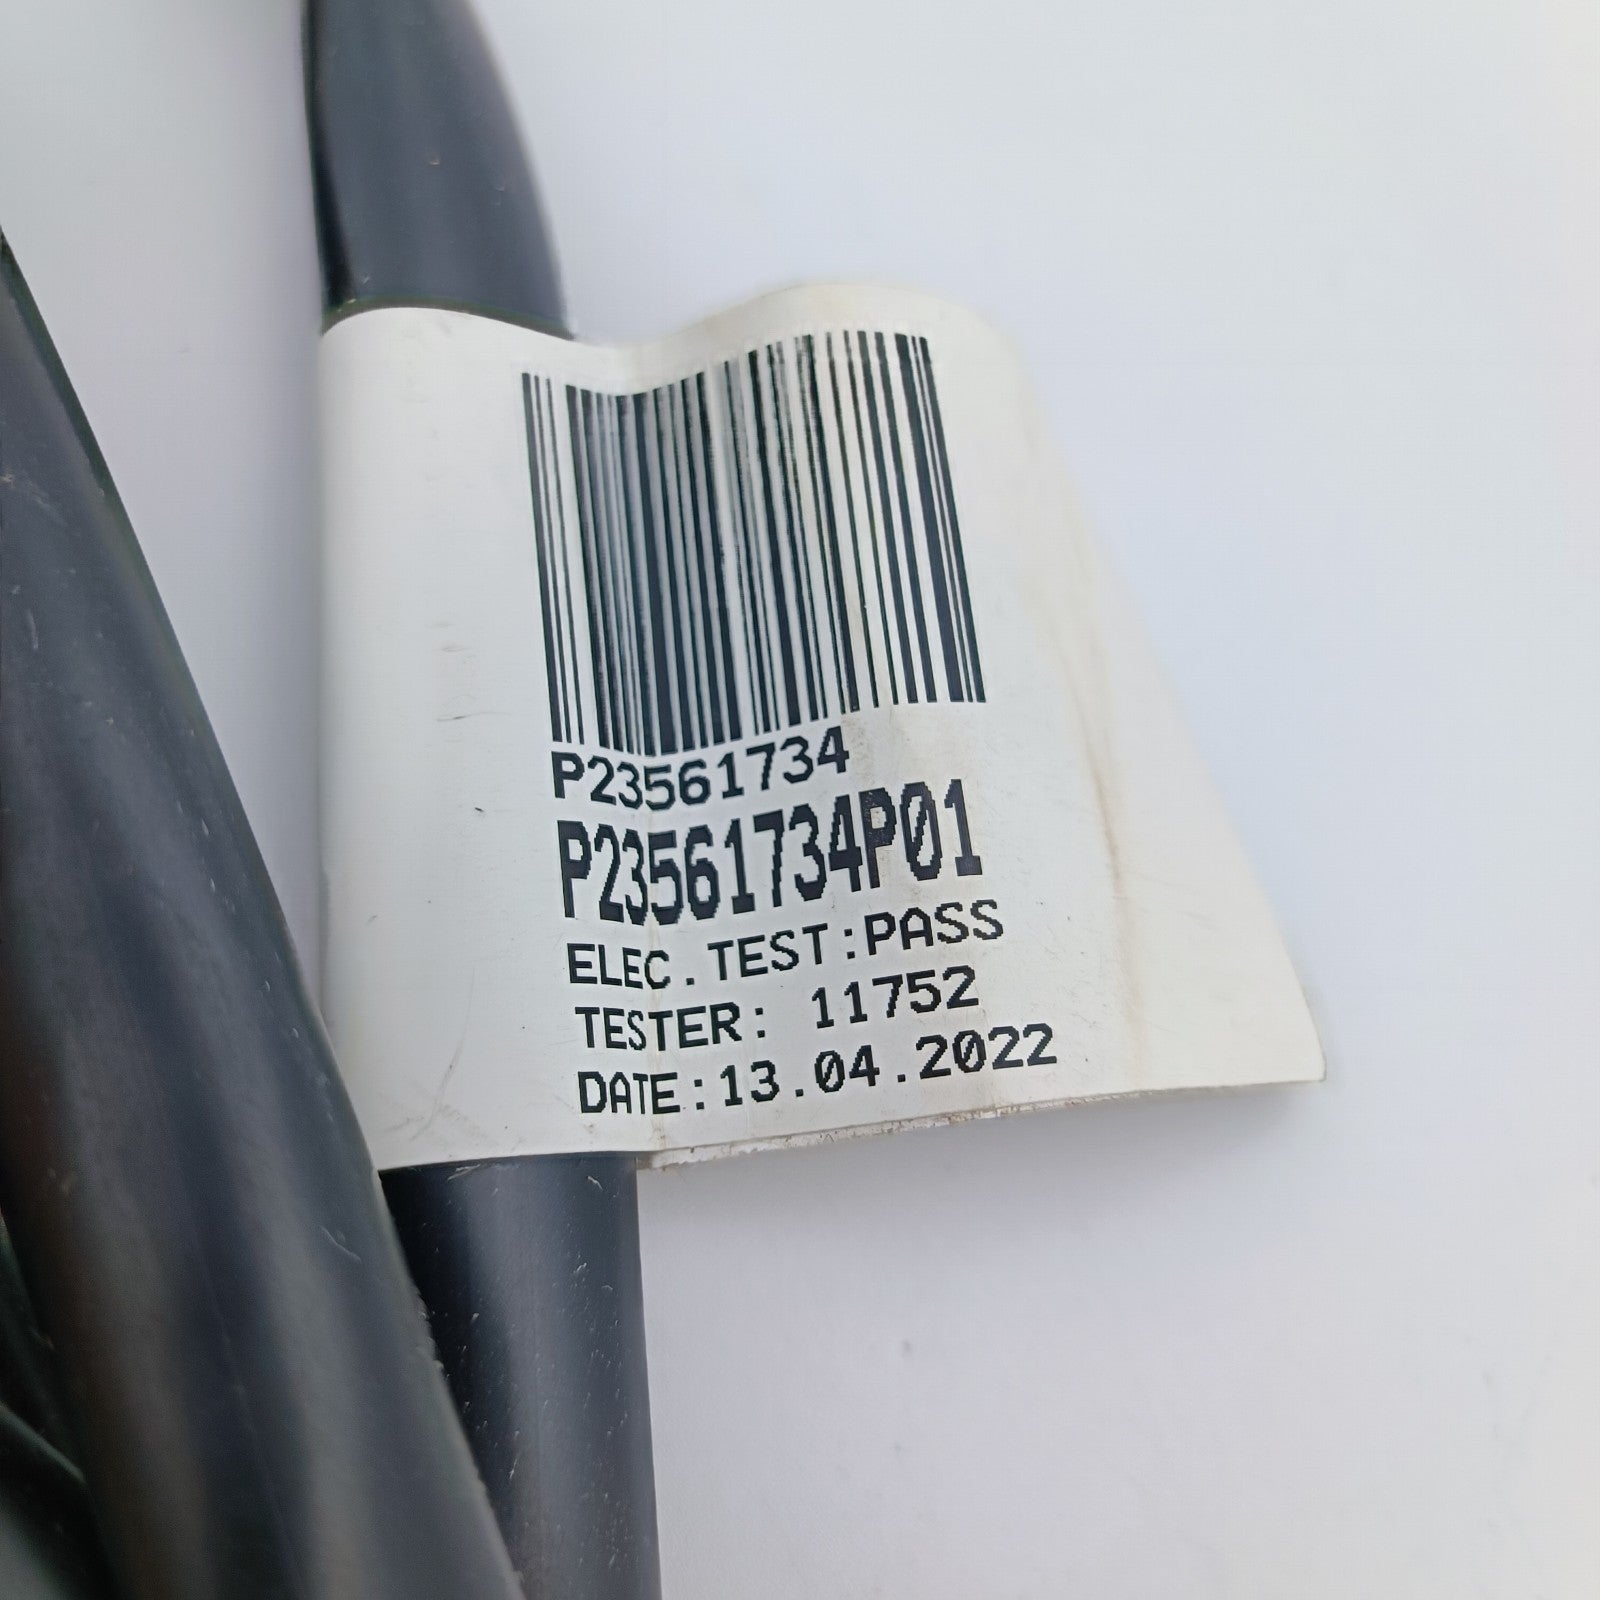 P23561734
P23561734P01
ELEC.TEST:PASS
TESTER: 11752
DATE:13.04.2022